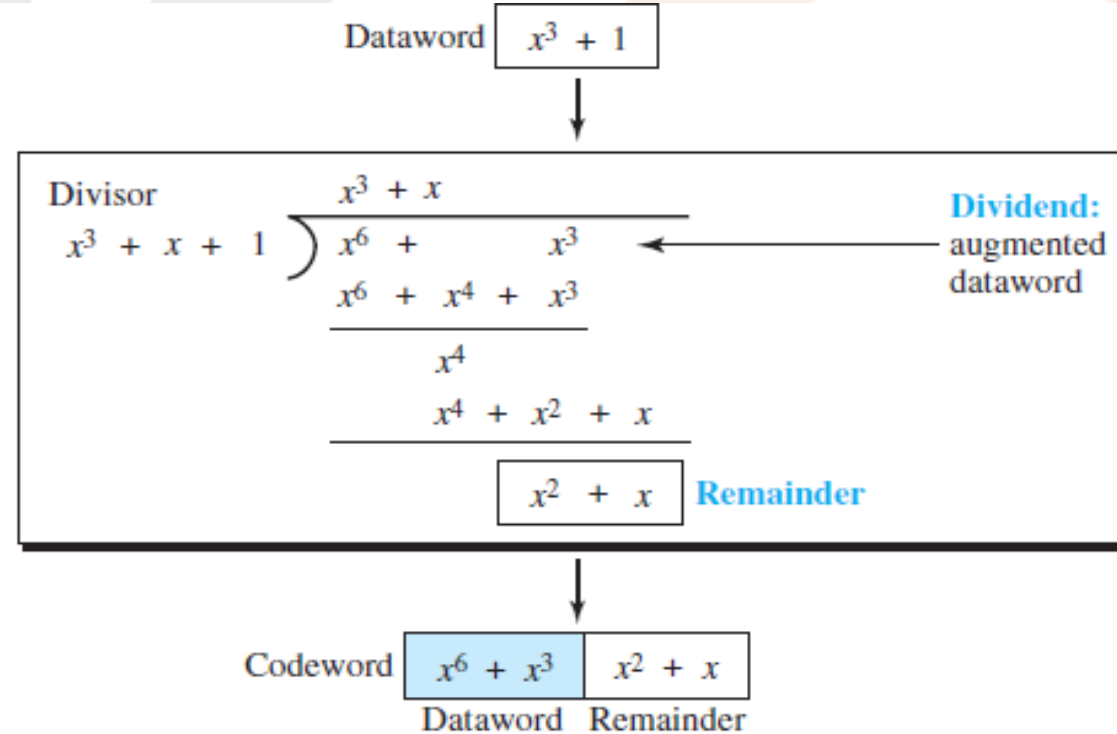 Dataword x³ + 1
Divisor
x³ + x
Dividend:
augmented
dataword
x³ + x + 1 ) x⁶ + x³
x⁶ + x⁴ + x³
x⁴
x⁴ + x² + x
x² + x Remainder
Codeword x⁶ + x³ x² + x
Dataword Remainder